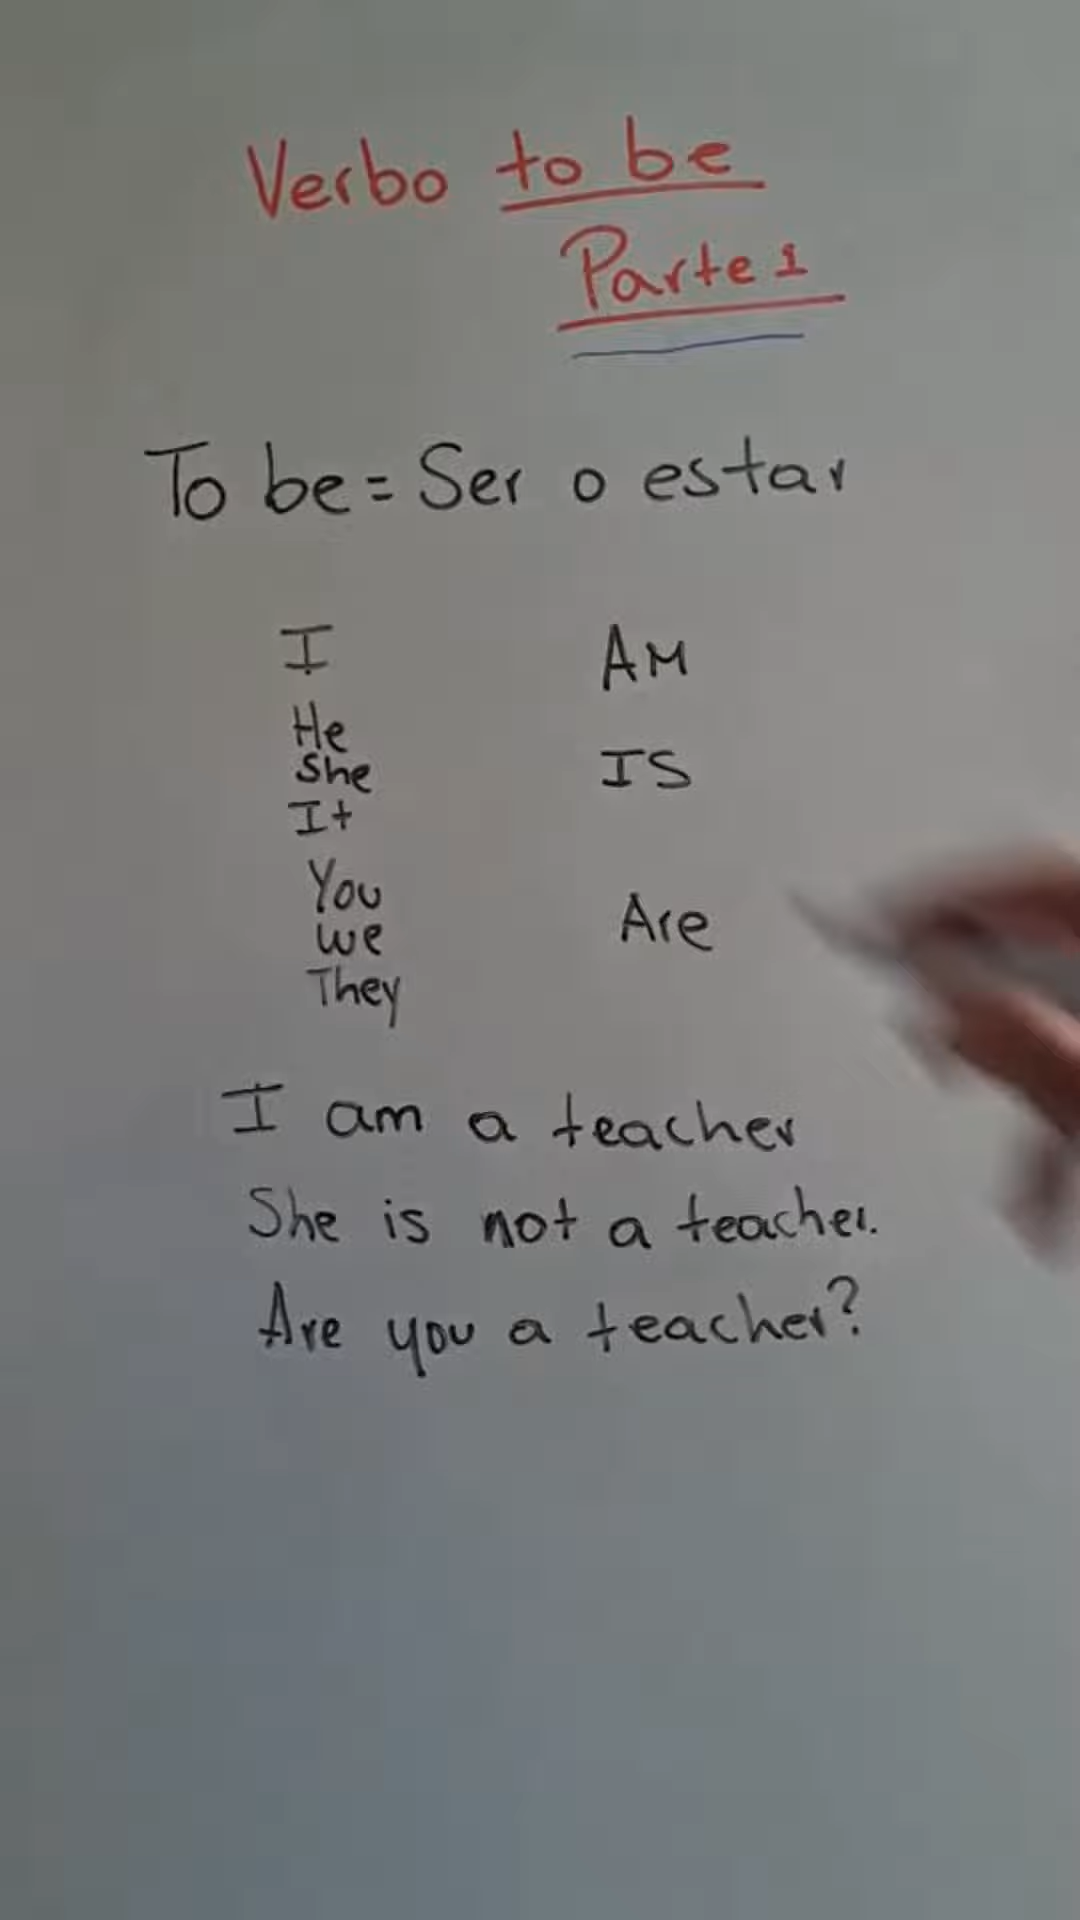 Verbo to be
Parte 1
To be = Ser o estar
I AM
He
She IS
It
You
We Are
They
I am a teacher
She is not a teacher.
Are you a teacher?